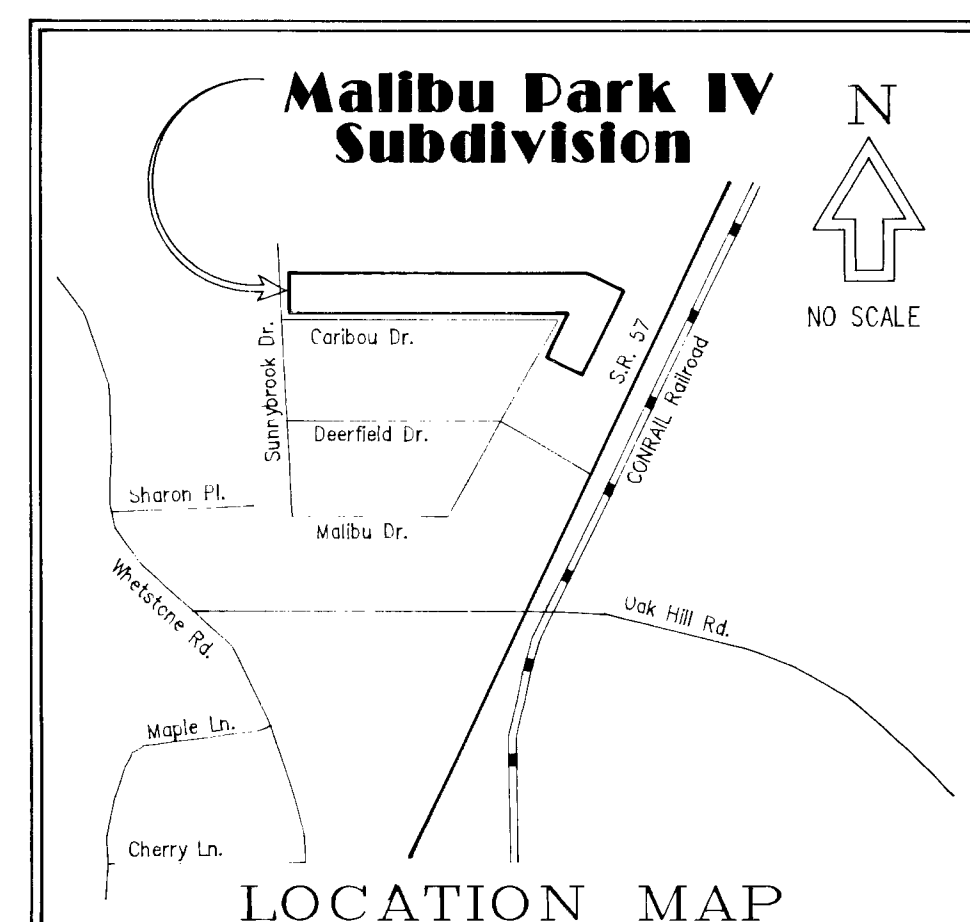 Malibu Park IV
Subdivision
N
NO SCALE
Caribou Dr.
Sunnybrook Dr.
S.R. 57
CONRAIL Railroad
Deerfield Dr.
Sharon Pl.
Malibu Dr.
Whetstone Rd.
Oak Hill Rd.
Maple Ln.
Cherry Ln.
LOCATION MAP